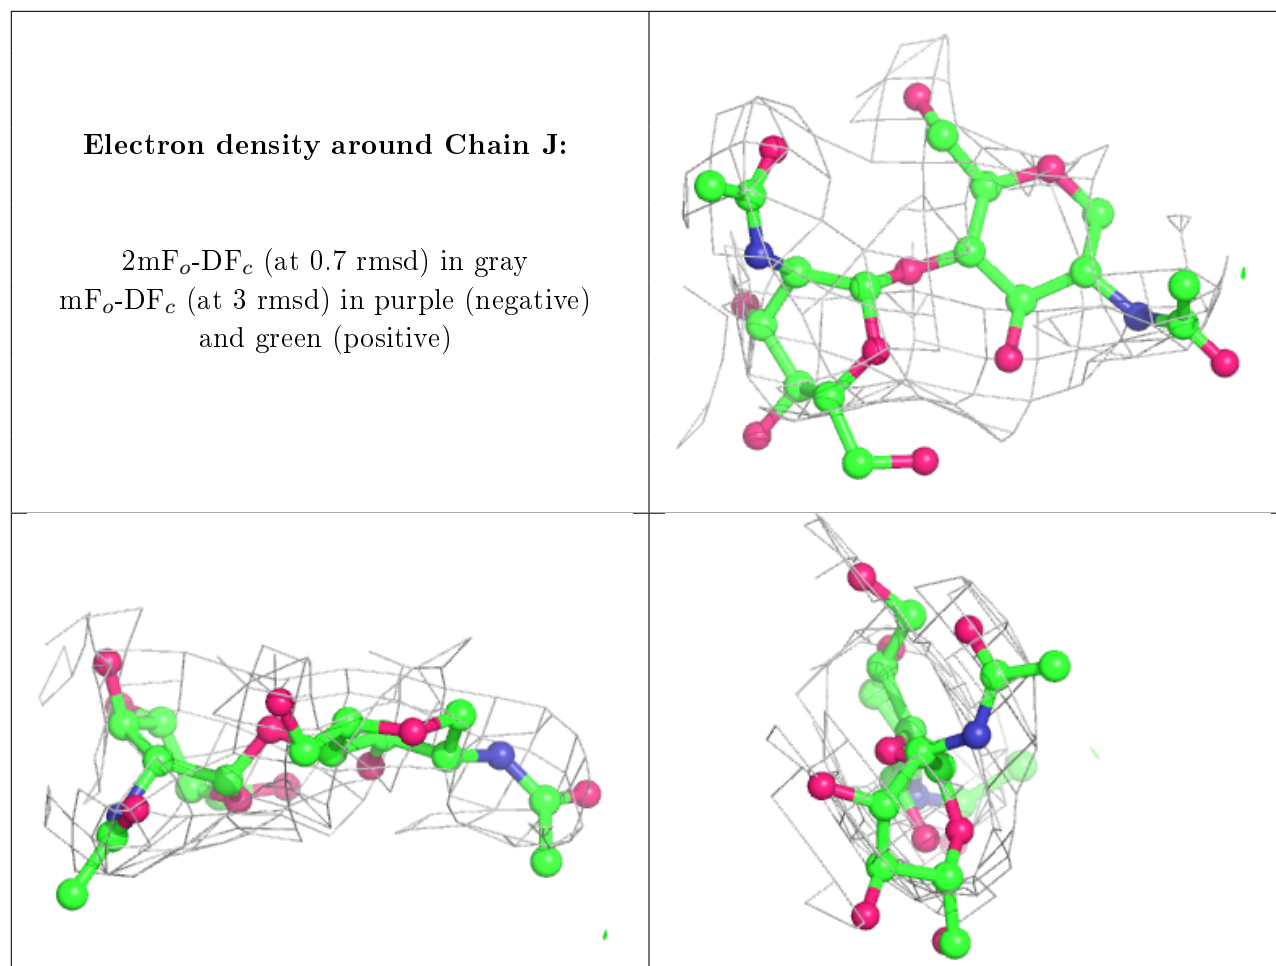 Electron density around Chain J:
2mFₒ-DF𝒸 (at 0.7 rmsd) in gray
mFₒ-DF𝒸 (at 3 rmsd) in purple (negative)
and green (positive)